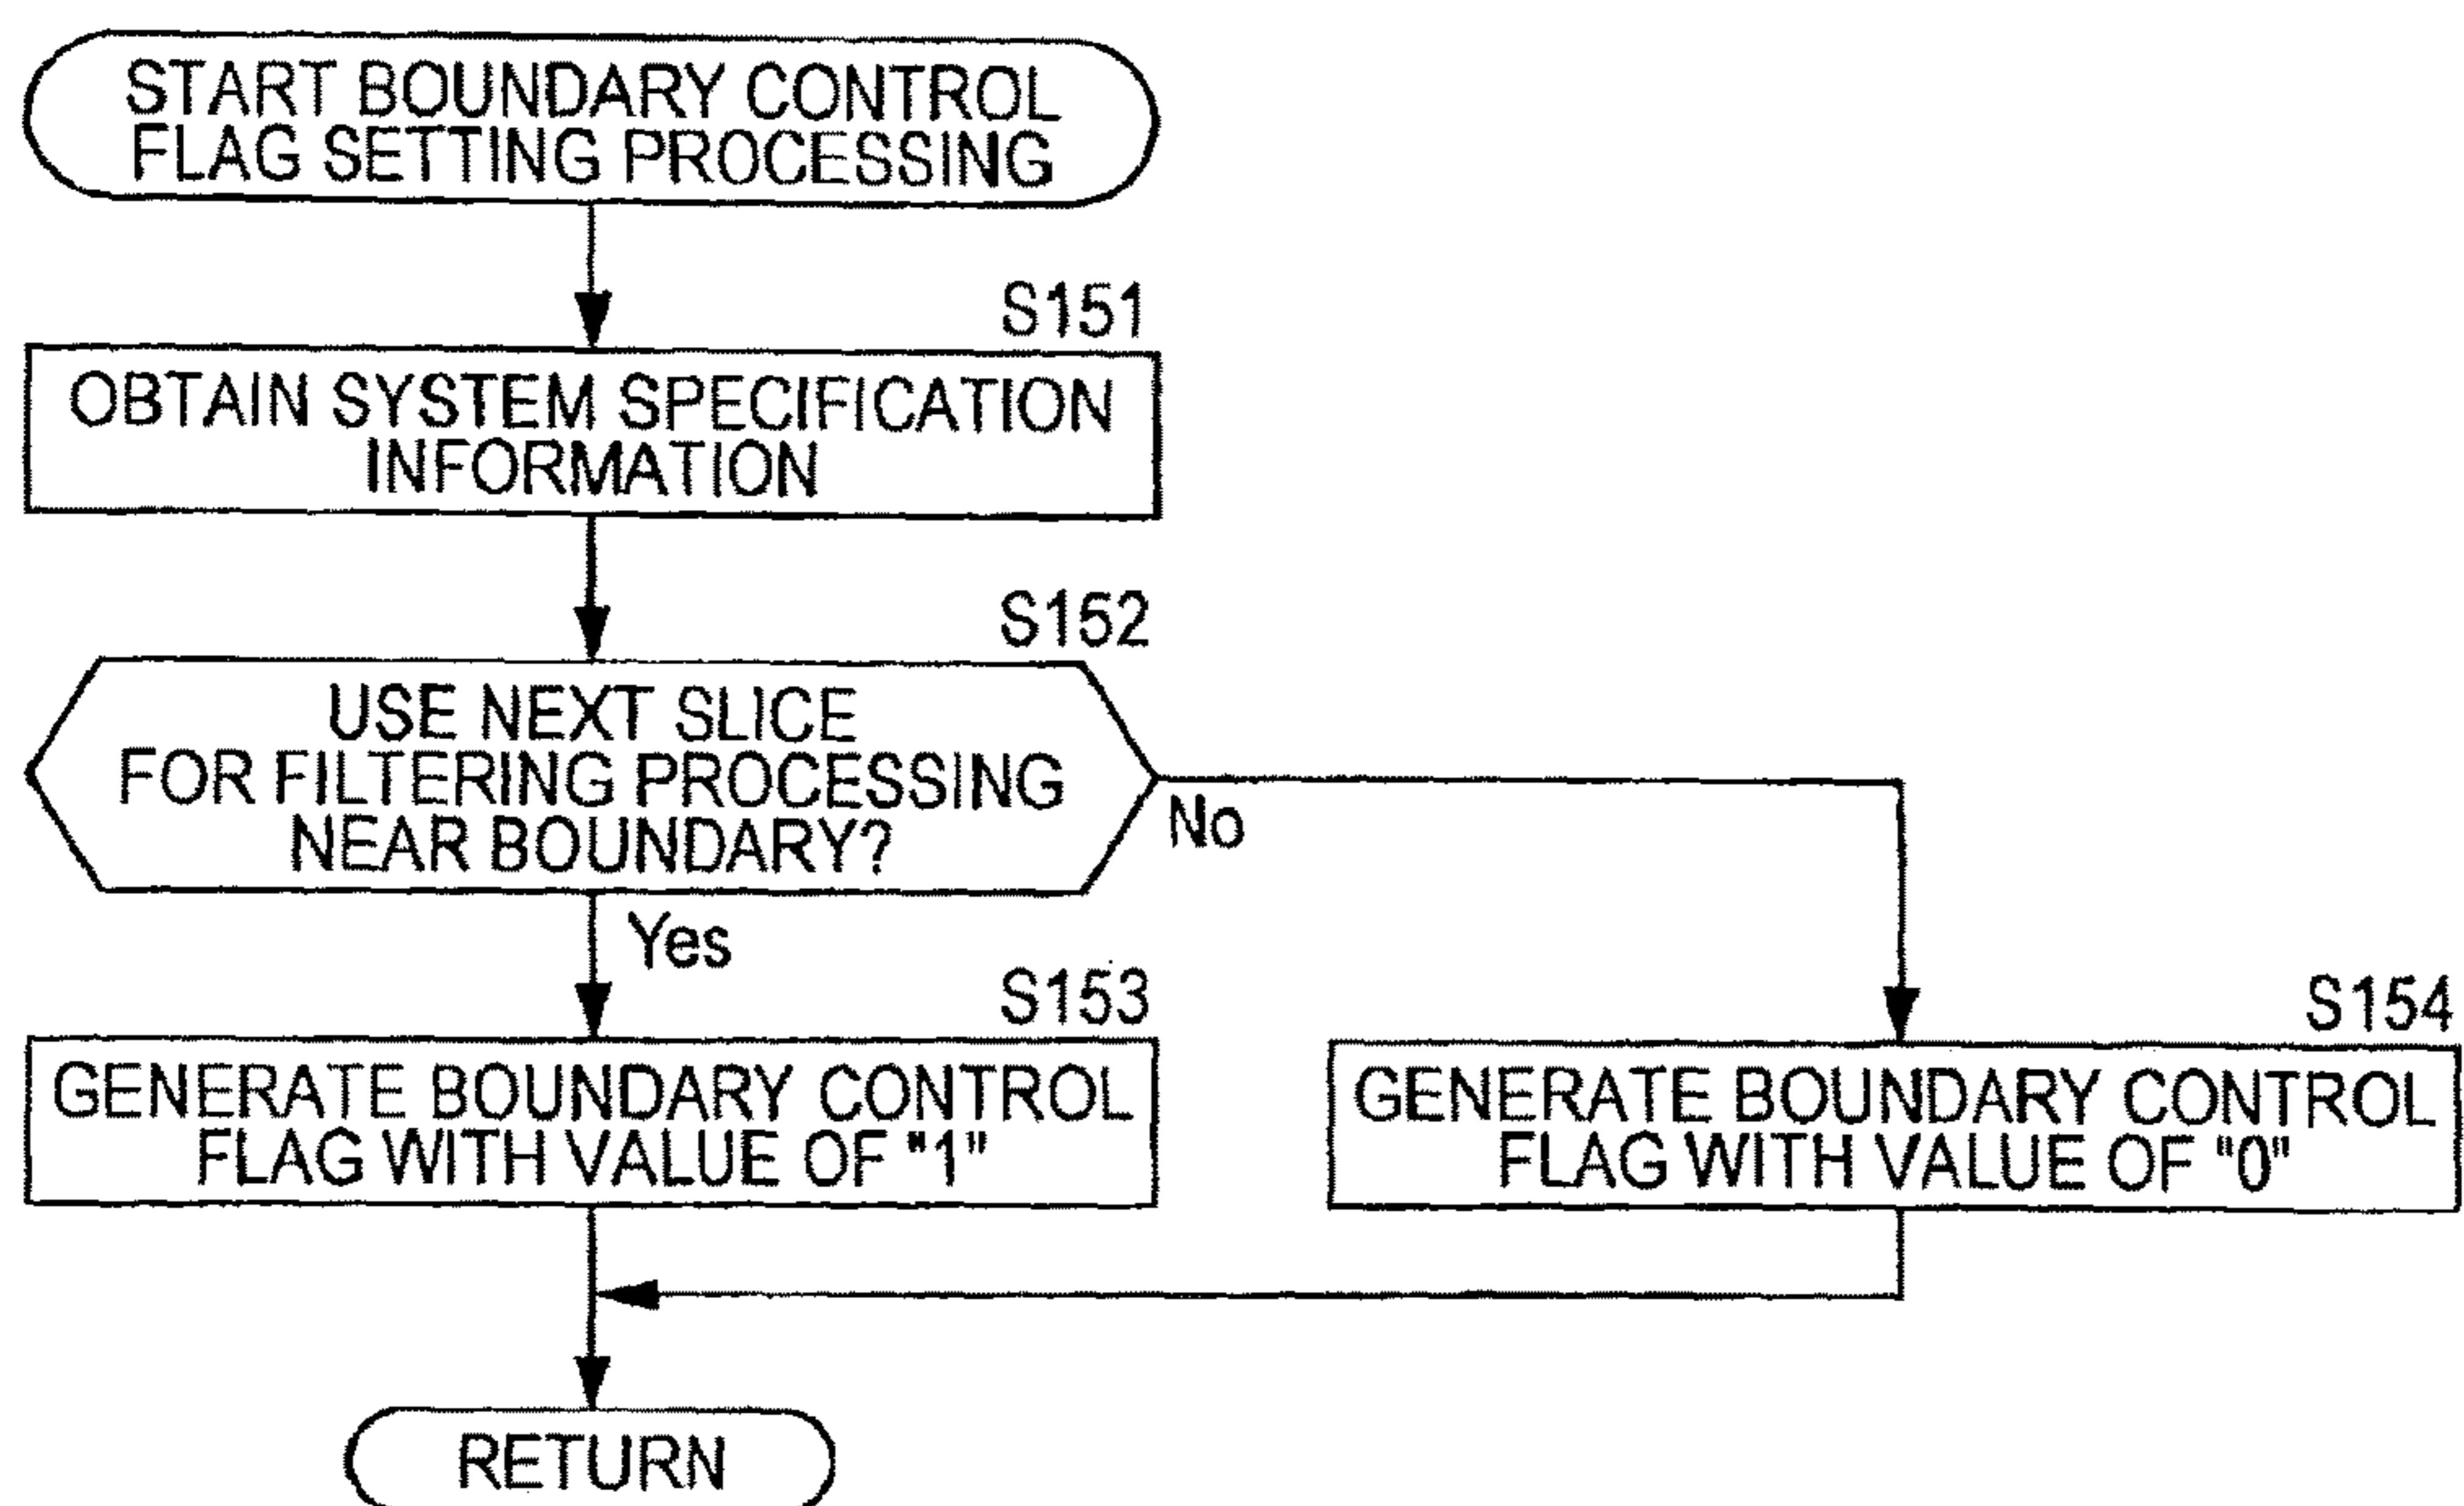 START BOUNDARY CONTROL
FLAG SETTING PROCESSING
S151
OBTAIN SYSTEM SPECIFICATION
INFORMATION
S152
USE NEXT SLICE
FOR FILTERING PROCESSING
NEAR BOUNDARY?
No
Yes
S153
GENERATE BOUNDARY CONTROL
FLAG WITH VALUE OF "1"
S154
GENERATE BOUNDARY CONTROL
FLAG WITH VALUE OF "0"
RETURN